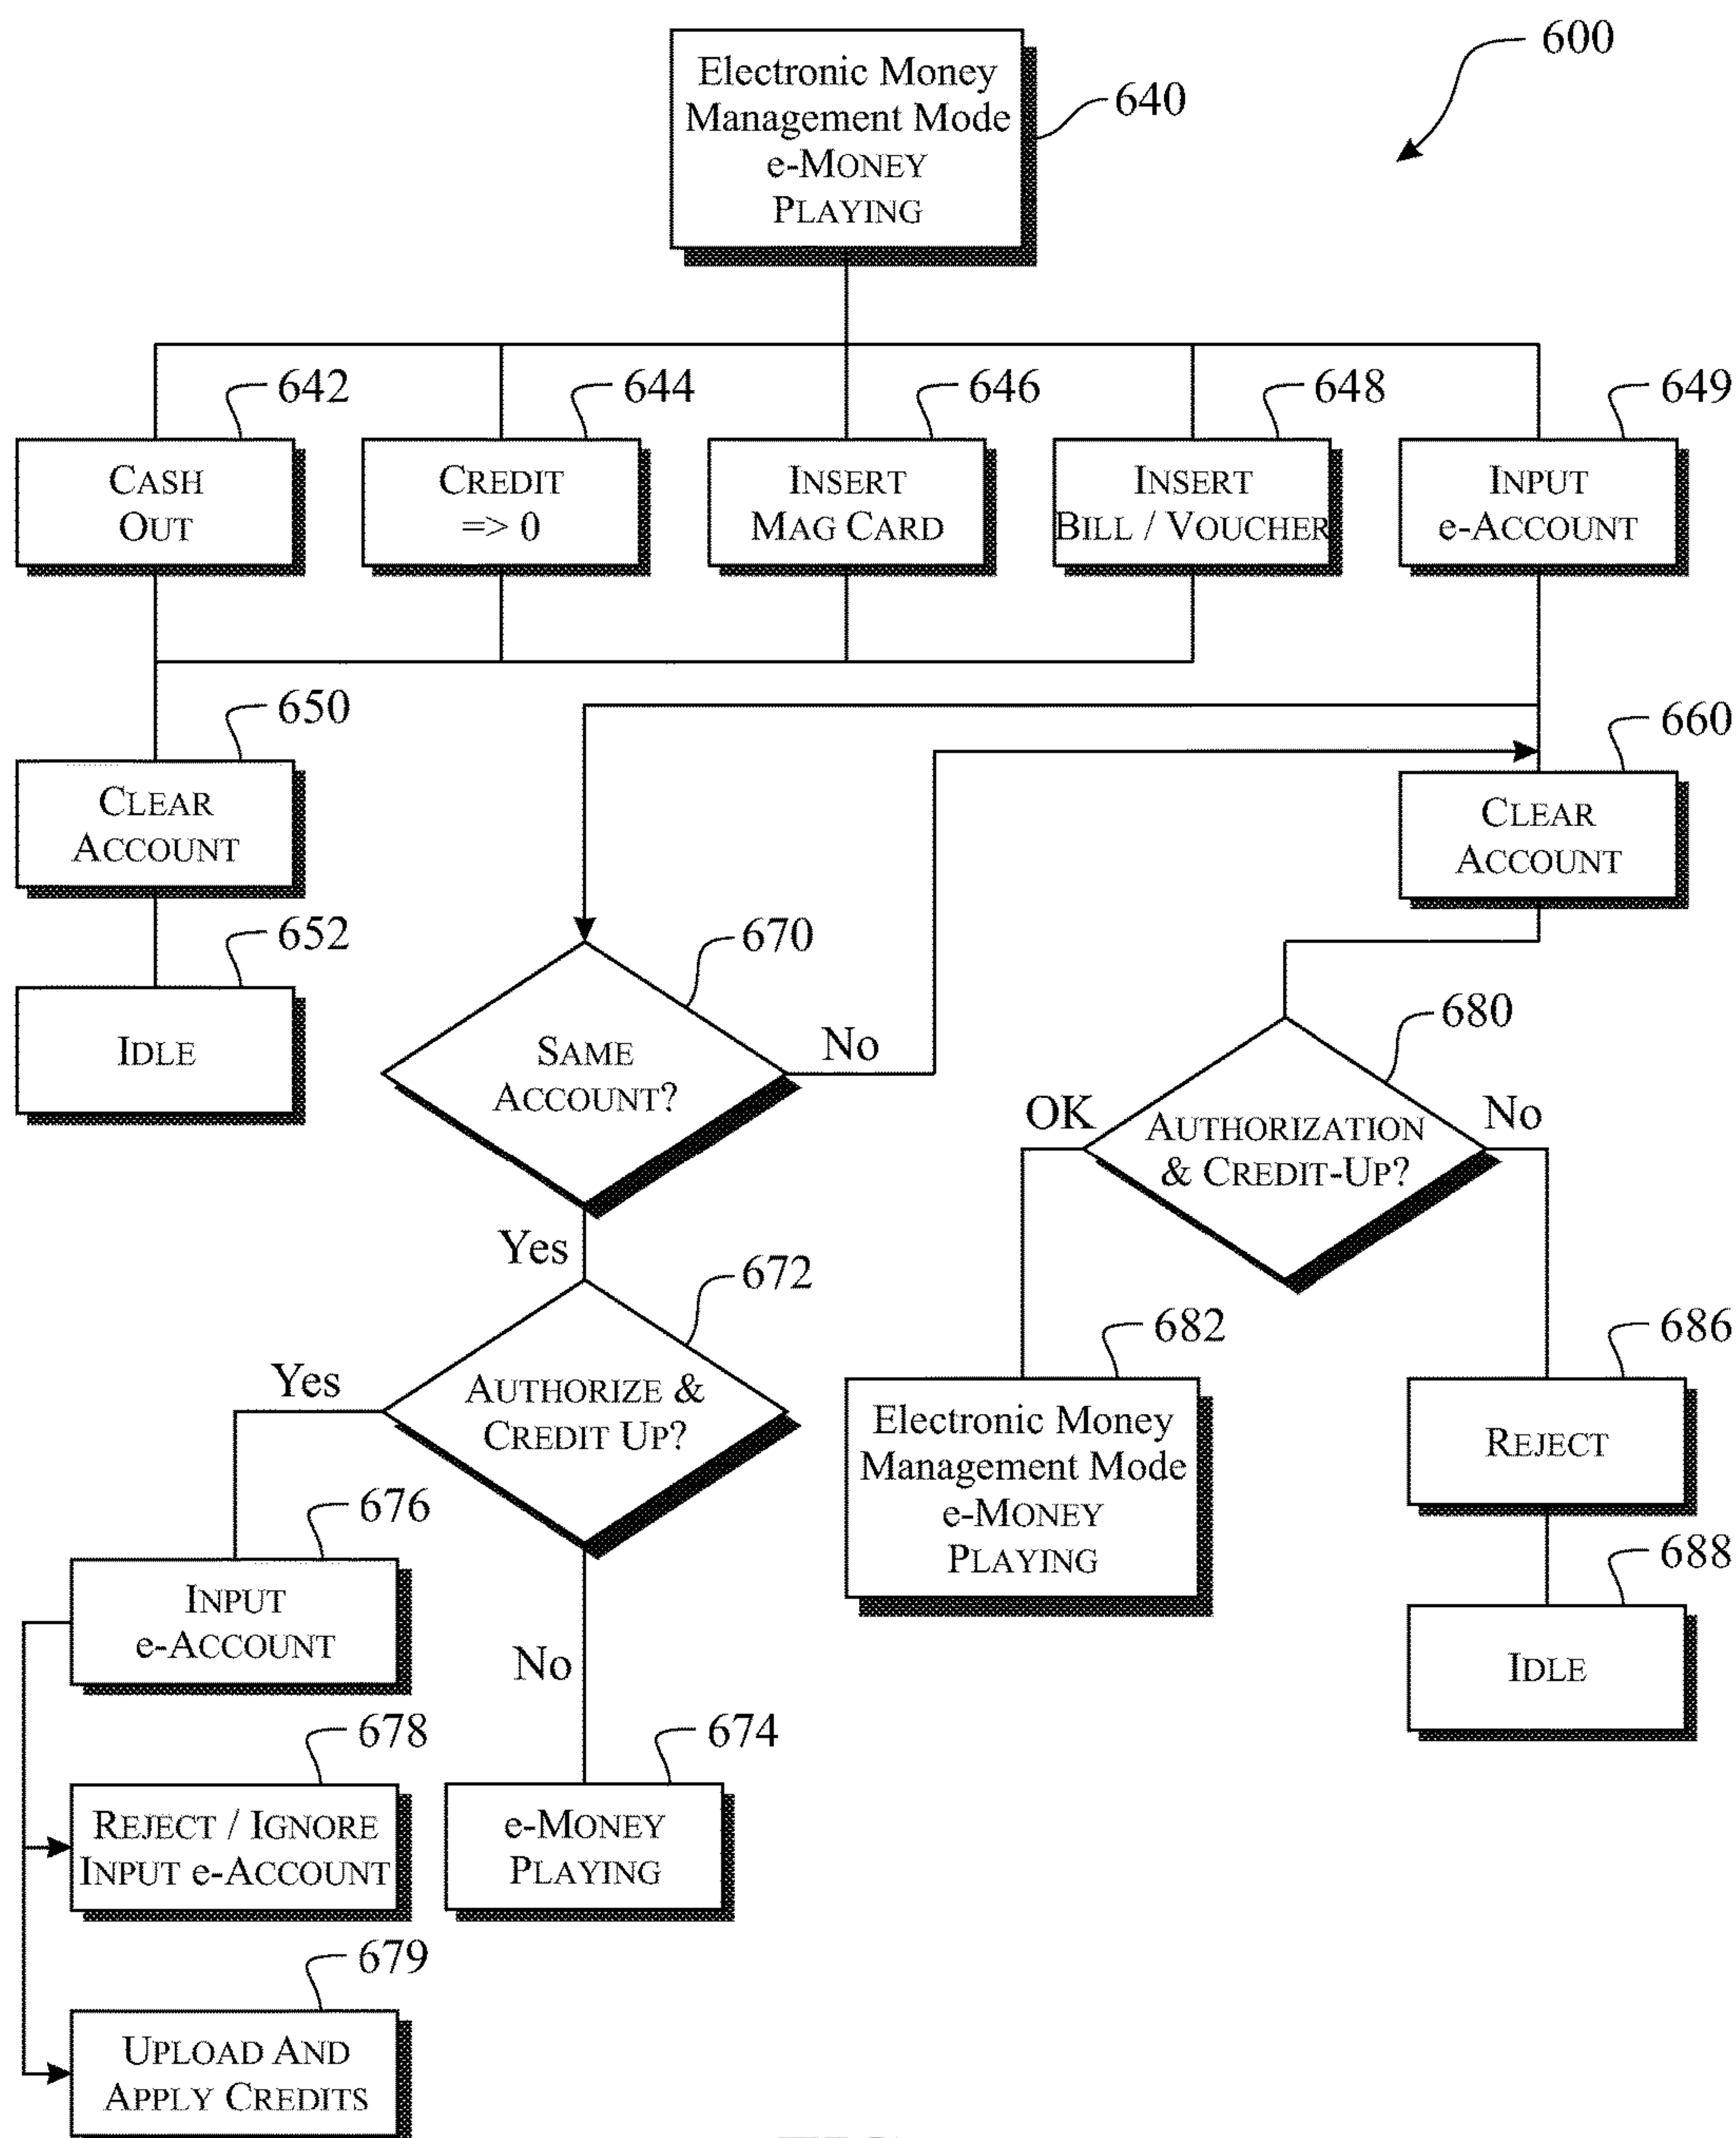 600
Electronic Money
Management Mode
e-MONEY
PLAYING
640
642
644
646
648
649
CASH
OUT
CREDIT
=> 0
INSERT
MAG CARD
INSERT
BILL / VOUCHER
INPUT
e-ACCOUNT
650
660
CLEAR
ACCOUNT
CLEAR
ACCOUNT
652
IDLE
670
SAME
ACCOUNT?
No
Yes
680
OK
AUTHORIZATION
& CREDIT-UP?
No
672
Yes
AUTHORIZE &
CREDIT UP?
No
682
Electronic Money
Management Mode
e-MONEY
PLAYING
686
REJECT
688
IDLE
676
INPUT
e-ACCOUNT
678
REJECT / IGNORE
INPUT e-ACCOUNT
674
e-MONEY
PLAYING
679
UPLOAD AND
APPLY CREDITS